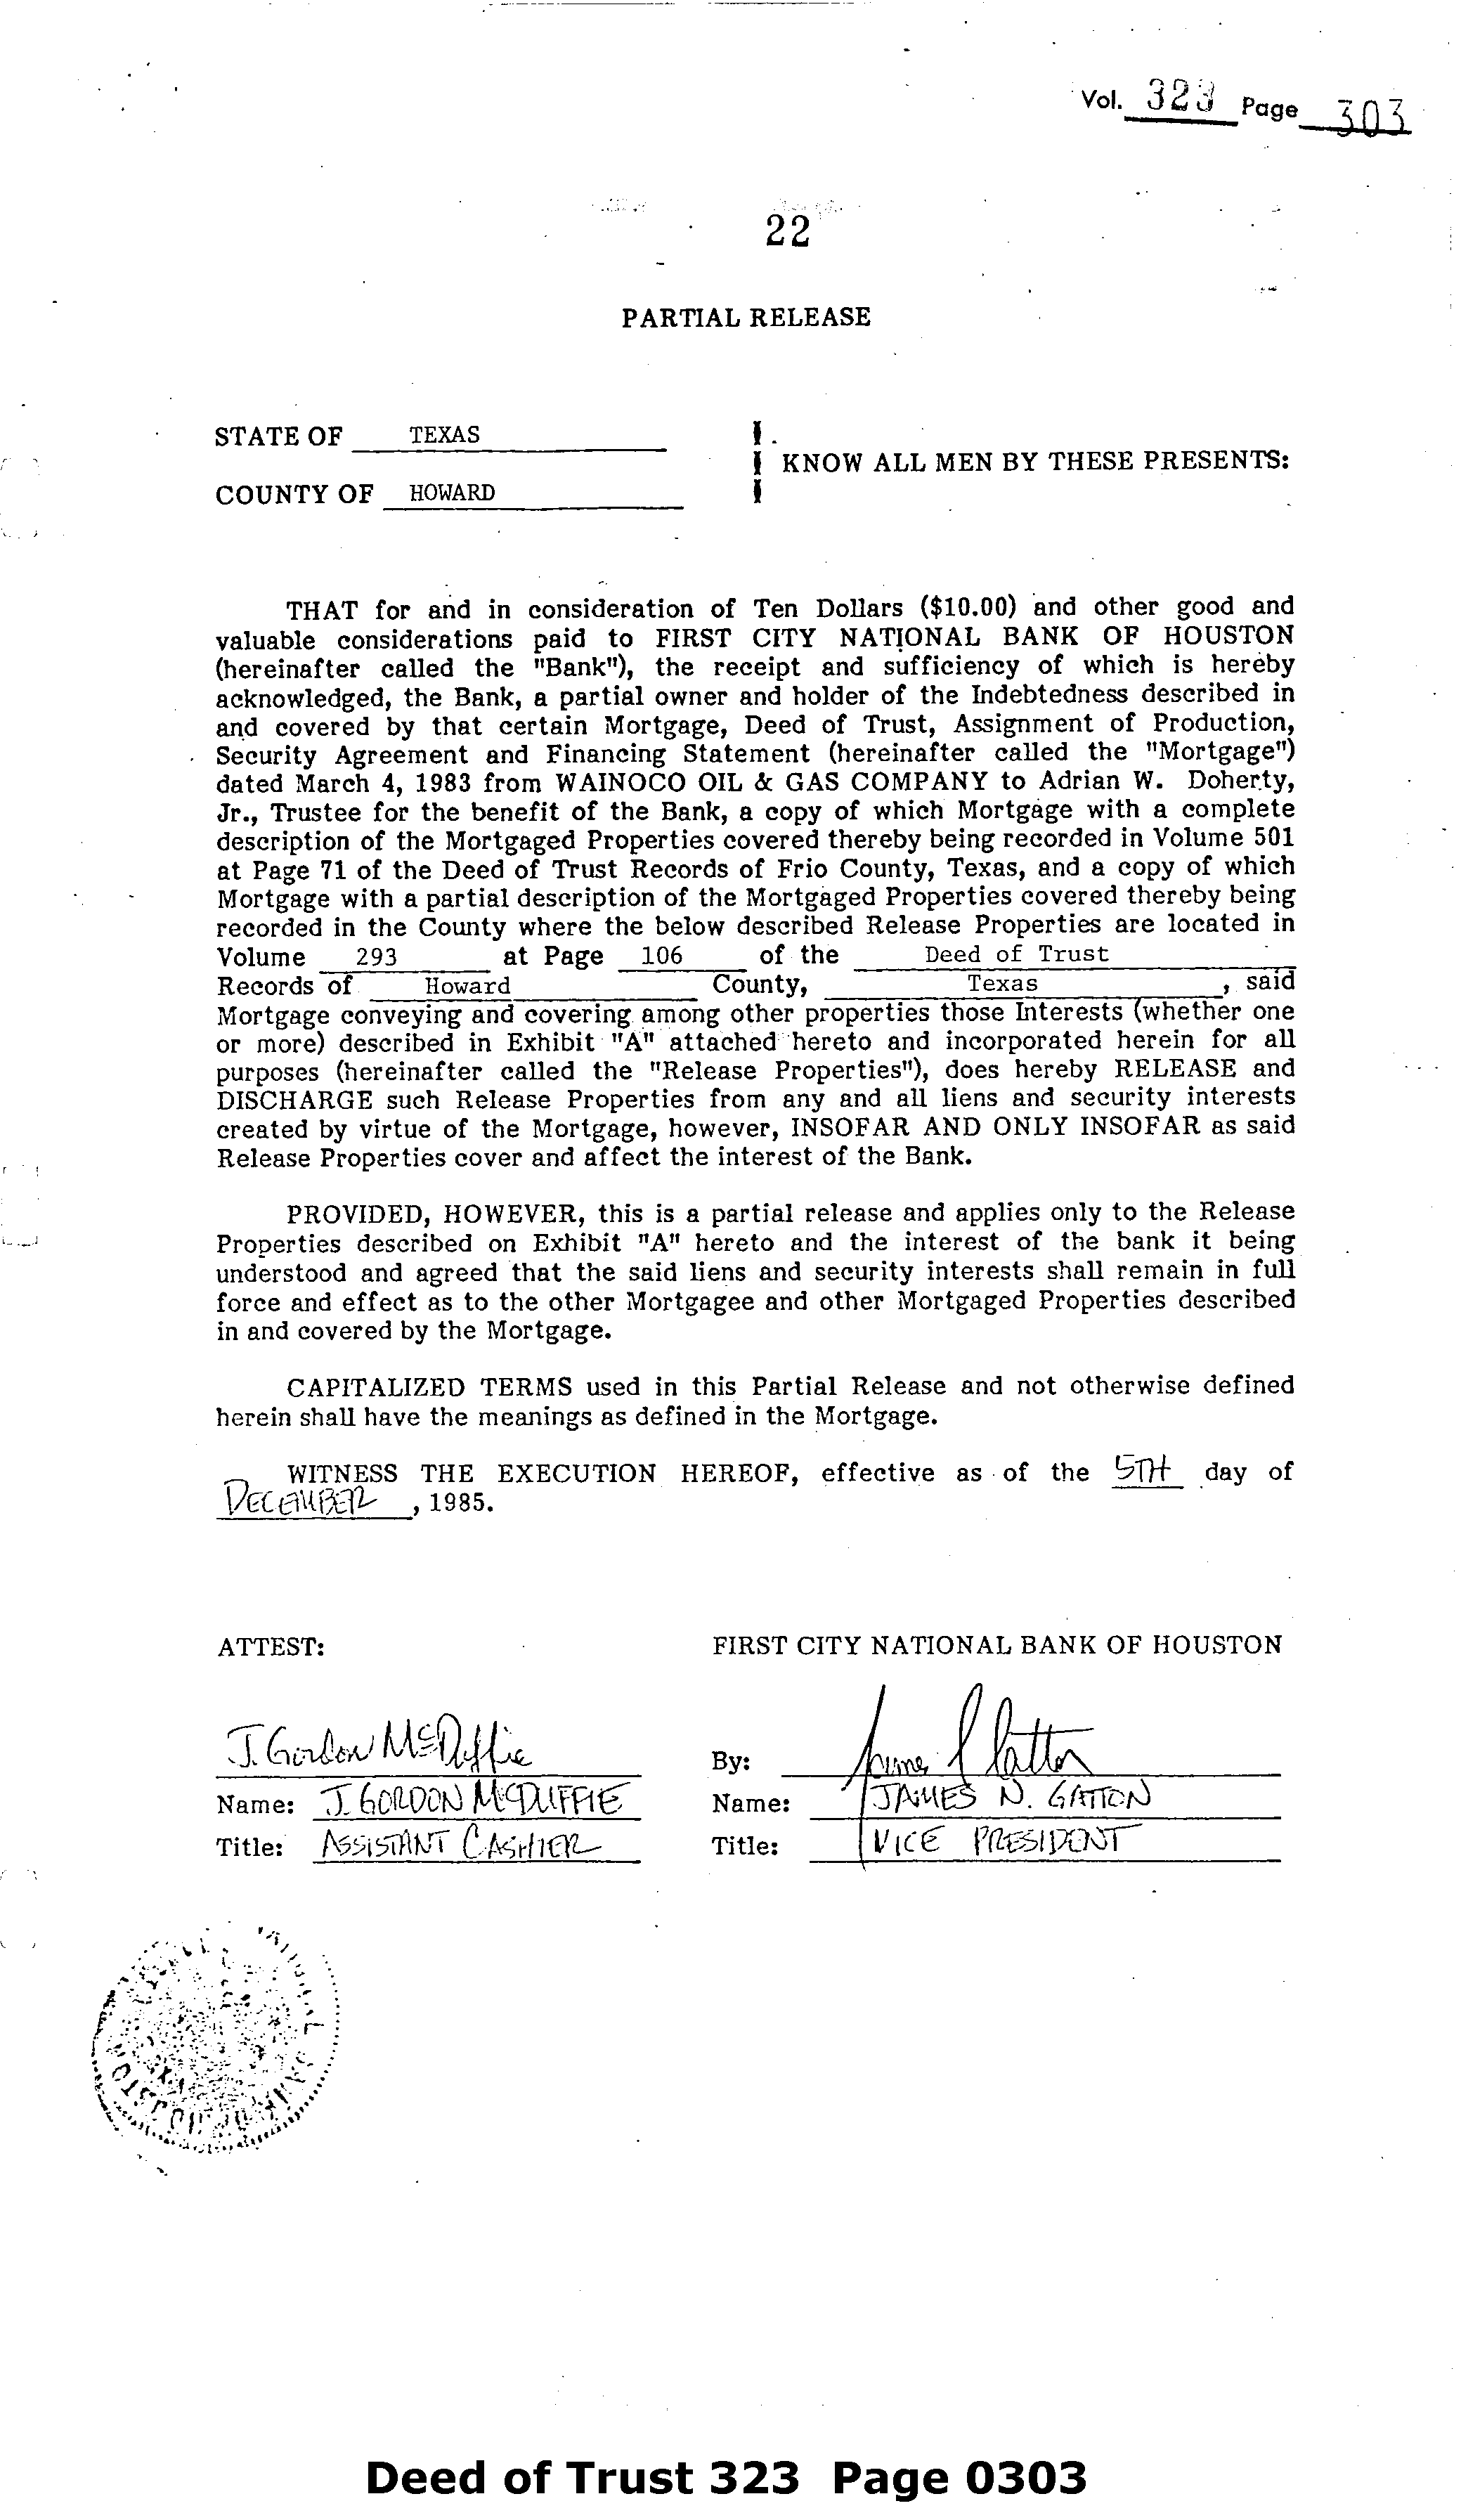 Vol. 323 Page 303
22
PARTIAL RELEASE
STATE OF TEXAS
KNOW ALL MEN BY THESE PRESENTS:
COUNTY OF HOWARD
THAT for and in consideration of Ten Dollars ($10.00) and other good and
valuable considerations paid to FIRST CITY NATIONAL BANK OF HOUSTON
(hereinafter called the "Bank"), the receipt and sufficiency of which is hereby
acknowledged, the Bank, a partial owner and holder of the Indebtedness described in
and covered by that certain Mortgage, Deed of Trust, Assignment of Production,
Security Agreement and Financing Statement (hereinafter called the "Mortgage")
dated March 4, 1983 from WAINOCO OIL & GAS COMPANY to Adrian W. Doherty,
Jr., Trustee for the benefit of the Bank, a copy of which Mortgage with a complete
description of the Mortgaged Properties covered thereby being recorded in Volume 501
at Page 71 of the Deed of Trust Records of Frio County, Texas, and a copy of which
Mortgage with a partial description of the Mortgaged Properties covered thereby being
recorded in the County where the below described Release Properties are located in
Volume 293 at Page 106 of the Deed of Trust
Records of Howard County, Texas, said
Mortgage conveying and covering among other properties those Interests (whether one
or more) described in Exhibit "A" attached hereto and incorporated herein for all
purposes (hereinafter called the "Release Properties"), does hereby RELEASE and
DISCHARGE such Release Properties from any and all liens and security interests
created by virtue of the Mortgage, however, INSOFAR AND ONLY INSOFAR as said
Release Properties cover and affect the interest of the Bank.
PROVIDED, HOWEVER, this is a partial release and applies only to the Release
Properties described on Exhibit "A" hereto and the interest of the bank it being
understood and agreed that the said liens and security interests shall remain in full
force and effect as to the other Mortgagee and other Mortgaged Properties described
in and covered by the Mortgage.
CAPITALIZED TERMS used in this Partial Release and not otherwise defined
herein shall have the meanings as defined in the Mortgage.
WITNESS THE EXECUTION HEREOF, effective as of the 5TH day of
DECEMBER, 1985.
ATTEST: FIRST CITY NATIONAL BANK OF HOUSTON
J. Gordon McDuffie
By:
Name: J. GORDON McDUFFIE Name: JAMES N. GATTON
Title: ASSISTANT CASHIER Title: VICE PRESIDENT
Deed of Trust 323 Page 0303